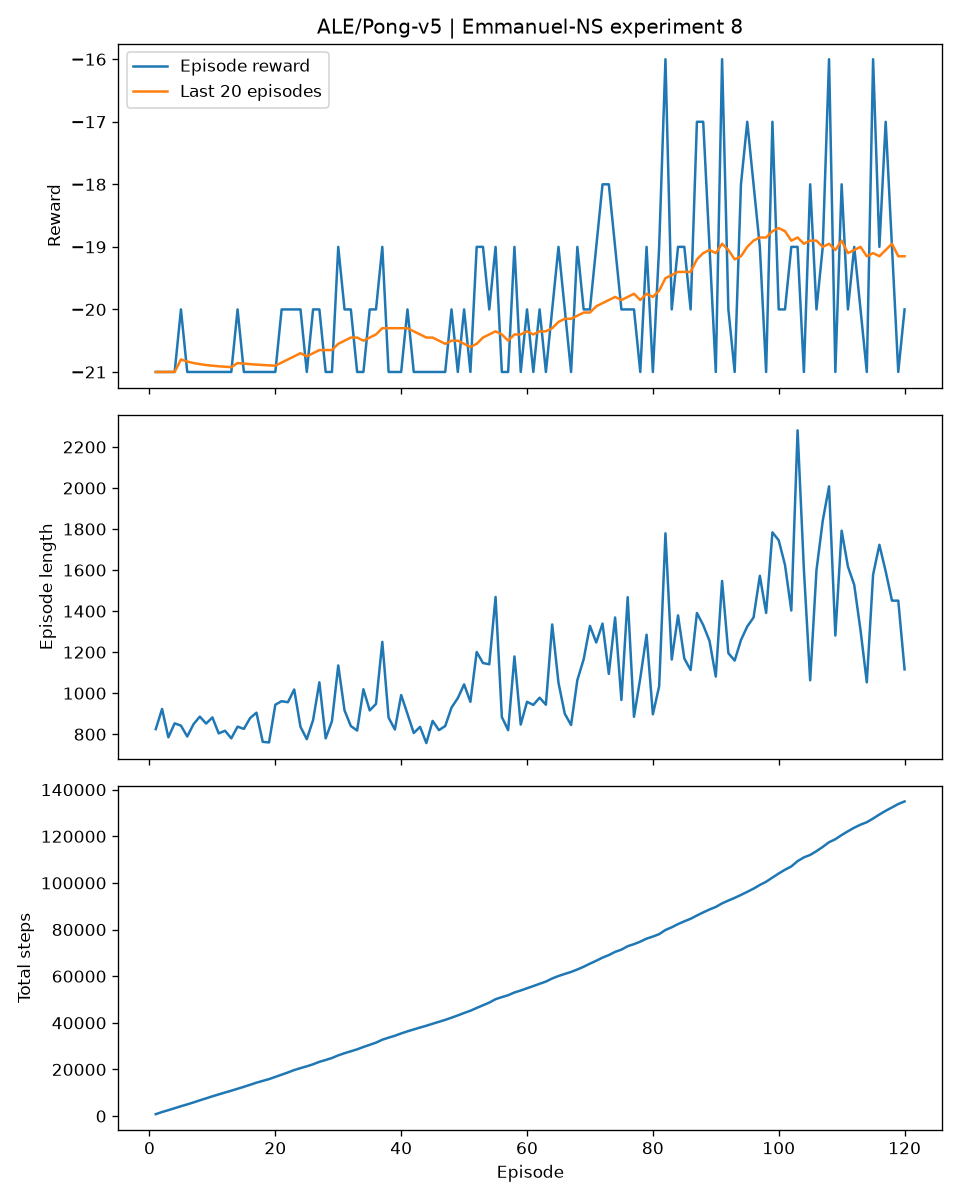 ALE/Pong-v5 | Emmanuel-NS experiment 8
Episode reward
Last 20 episodes
−16
−17
−18
−19
−20
−21
Reward
2200
2000
1800
1600
1400
1200
1000
800
Episode length
140000
120000
100000
80000
60000
40000
20000
0
Total steps
0 20 40 60 80 100 120
Episode